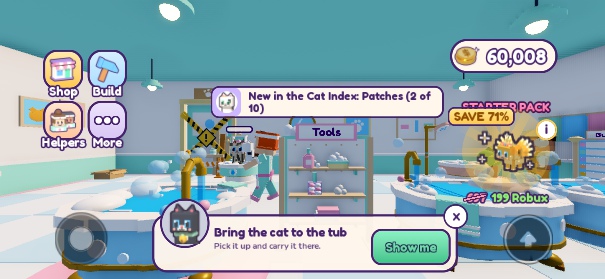 60,008
Shop
Build
Helpers
More
New in the Cat Index: Patches (2 of
10)
STARTER PACK
SAVE 71%
Tools
199 Robux
Bring the cat to the tub
Pick it up and carry it there.
Show me